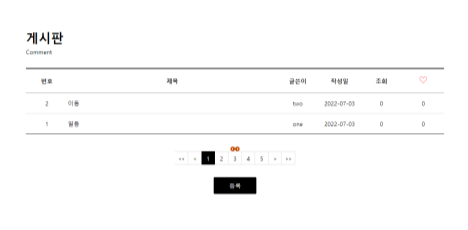 게시판
Comment
번호 제목 글쓴이 작성일 조회
2 이동 two 2022-07-03 0 0
1 일등 one 2022-07-03 0 0
<< < 1 2 3 4 5 > >>
등록